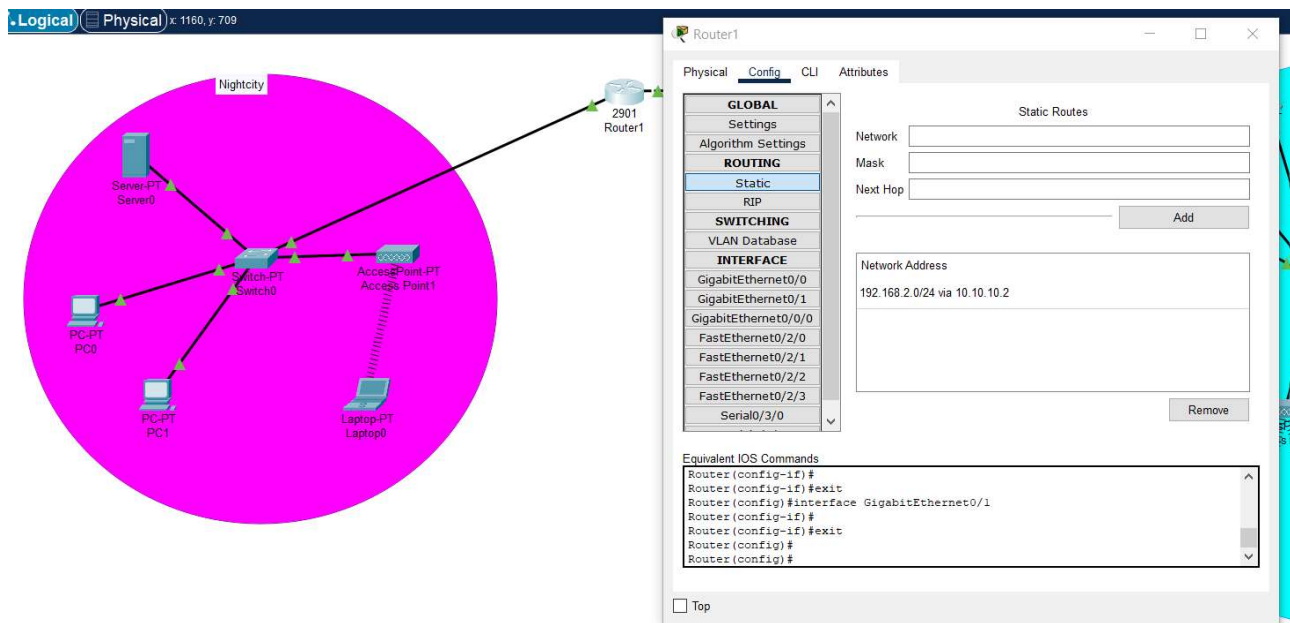 Logical Physical x: 1160, y: 709
Nightcity
Server-PT
Server0
Switch-PT
Switch0
AccessPoint-PT
Access Point1
PC-PT
PC0
PC-PT
PC1
Laptop-PT
Laptop0
2901
Router1
Router1
Physical Config CLI Attributes
GLOBAL
Settings
Algorithm Settings
ROUTING
Static
RIP
SWITCHING
VLAN Database
INTERFACE
GigabitEthernet0/0
GigabitEthernet0/1
GigabitEthernet0/0/0
FastEthernet0/2/0
FastEthernet0/2/1
FastEthernet0/2/2
FastEthernet0/2/3
Serial0/3/0
Static Routes
Network
Mask
Next Hop
Add
Network Address
192.168.2.0/24 via 10.10.10.2
Remove
Equivalent IOS Commands
Router(config-if)#
Router(config-if)#exit
Router(config)#interface GigabitEthernet0/1
Router(config-if)#
Router(config-if)#exit
Router(config)#
Router(config)#
Top